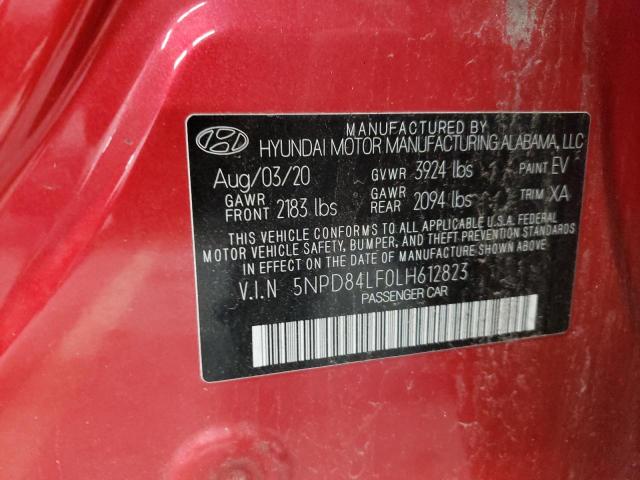 MANUFACTURED BY
HYUNDAI MOTOR MANUFACTURING ALABAMA, LLC
Aug/03/20 GVWR 3924 lbs PAINT EV
GAWR FRONT 2183 lbs GAWR REAR 2094 lbs TRIM XA
THIS VEHICLE CONFORMS TO ALL APPLICABLE U.S.A. FEDERAL
MOTOR VEHICLE SAFETY, BUMPER, AND THEFT PREVENTION STANDARDS
IN EFFECT ON THE DATE OF MANUFACTURE SHOWN ABOVE.
V.I.N 5NPD84LF0LH612823
PASSENGER CAR